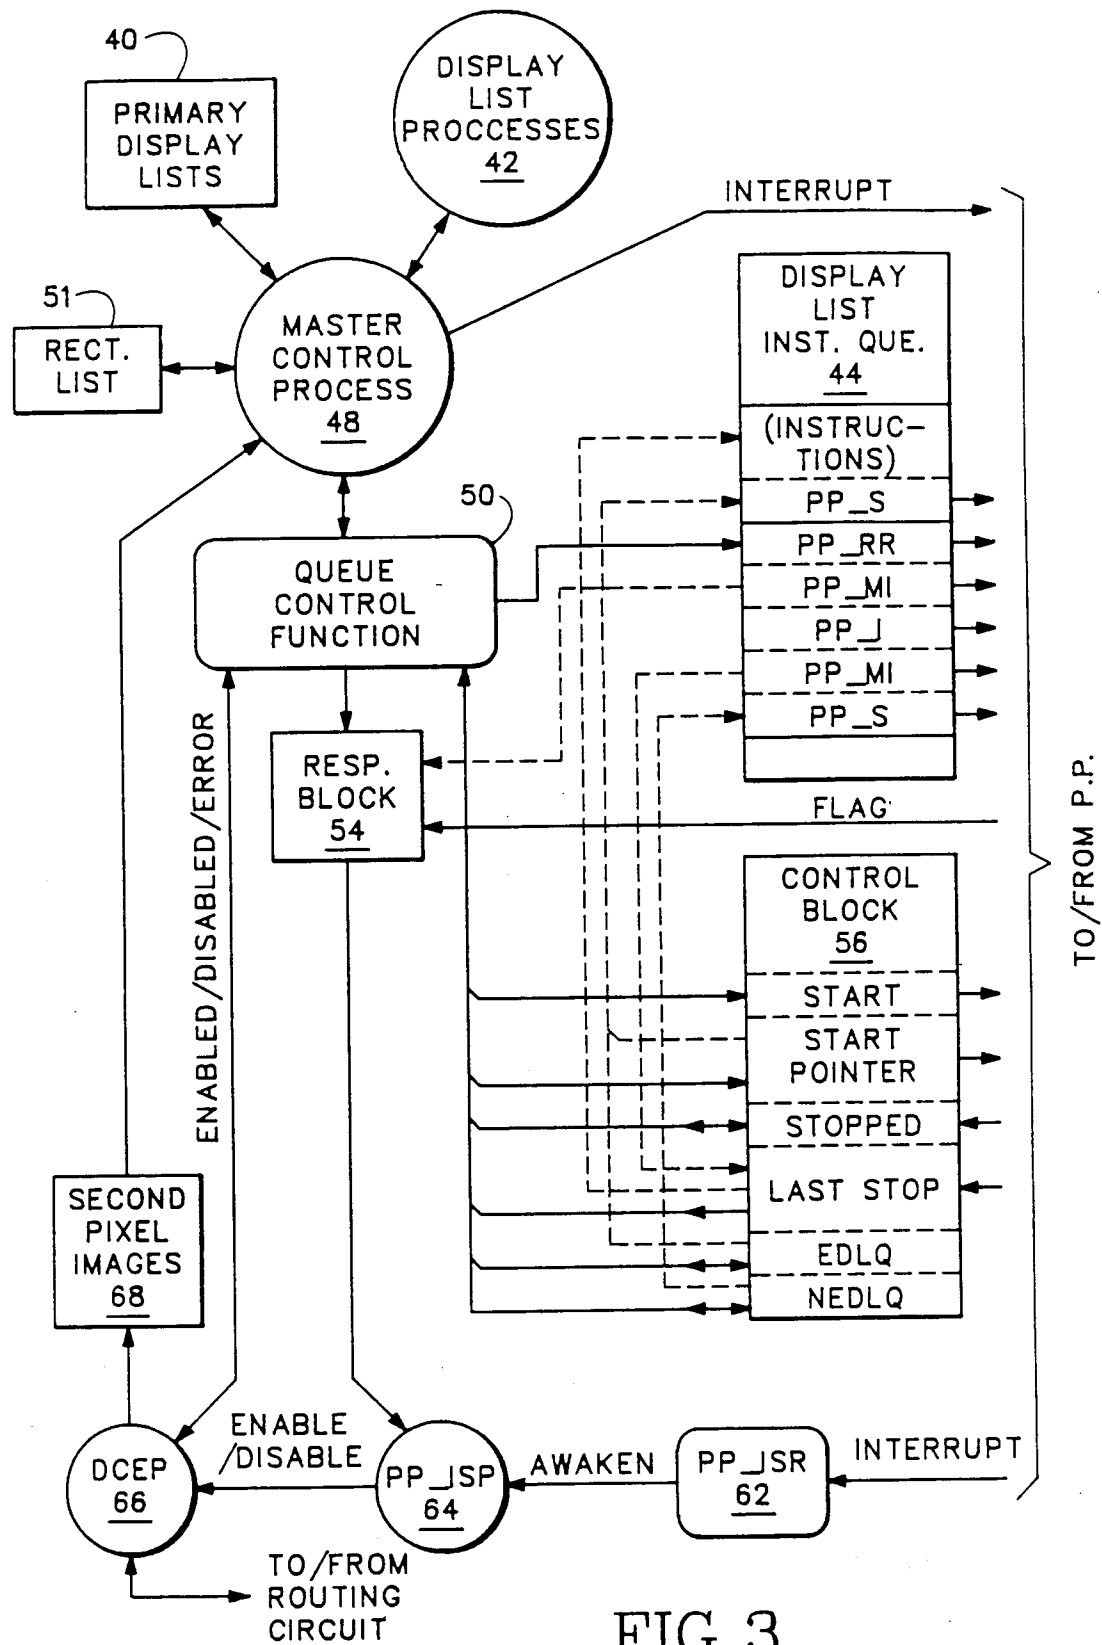 40
PRIMARY
DISPLAY
LISTS
DISPLAY
LIST
PROCCESSES
42
INTERRUPT
51
RECT.
LIST
MASTER
CONTROL
PROCESS
48
DISPLAY
LIST
INST. QUE.
44
(INSTRUC-
TIONS)
PP_S
PP_RR
PP_MI
PP_I
PP_MI
PP_S
50
QUEUE
CONTROL
FUNCTION
RESP.
BLOCK
54
FLAG
ENABLED/DISABLED/ERROR
TO/FROM P.P.
CONTROL
BLOCK
56
START
START
POINTER
STOPPED
LAST STOP
EDLQ
NEDLQ
SECOND
PIXEL
IMAGES
68
DCEP
66
ENABLE
/DISABLE
PP_ISP
64
AWAKEN
PP_ISR
62
INTERRUPT
TO/FROM
ROUTING
CIRCUIT
FIG. 3